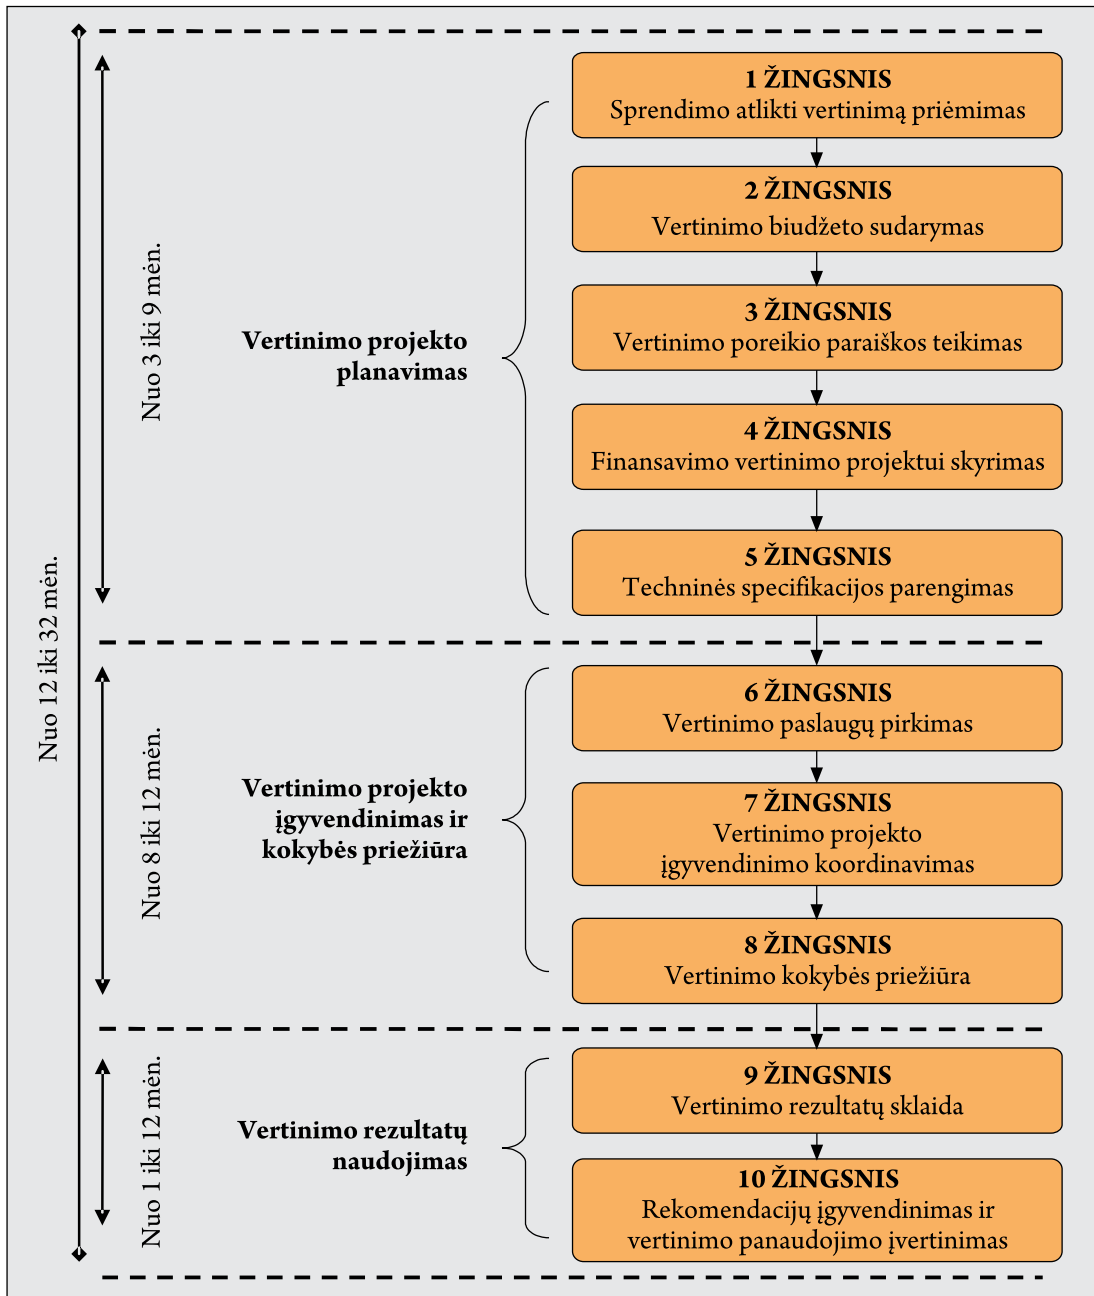 Nuo 12 iki 32 mėn.
Nuo 3 iki 9 mėn.
Vertinimo projekto
planavimas
1 ŽINGSNIS
Sprendimo atlikti vertinimą priėmimas
2 ŽINGSNIS
Vertinimo biudžeto sudarymas
3 ŽINGSNIS
Vertinimo poreikio paraiškos teikimas
4 ŽINGSNIS
Finansavimo vertinimo projektui skyrimas
5 ŽINGSNIS
Techninės specifikacijos parengimas
Nuo 8 iki 12 mėn.
Vertinimo projekto
įgyvendinimas ir
kokybės priežiūra
6 ŽINGSNIS
Vertinimo paslaugų pirkimas
7 ŽINGSNIS
Vertinimo projekto
įgyvendinimo koordinavimas
8 ŽINGSNIS
Vertinimo kokybės priežiūra
Nuo 1 iki 12 mėn.
Vertinimo rezultatų
naudojimas
9 ŽINGSNIS
Vertinimo rezultatų sklaida
10 ŽINGSNIS
Rekomendacijų įgyvendinimas ir
vertinimo panaudojimo įvertinimas